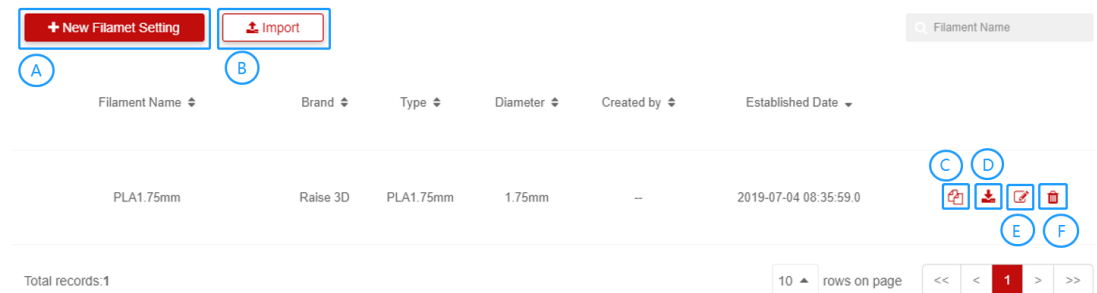 + New Filamet Setting Import Filament Name
A B
Filament Name Brand Type Diameter Created by Established Date
C D
PLA1.75mm Raise 3D PLA1.75mm 1.75mm -- 2019-07-04 08:35:59.0
E F
Total records:1 10 rows on page << < 1 > >>